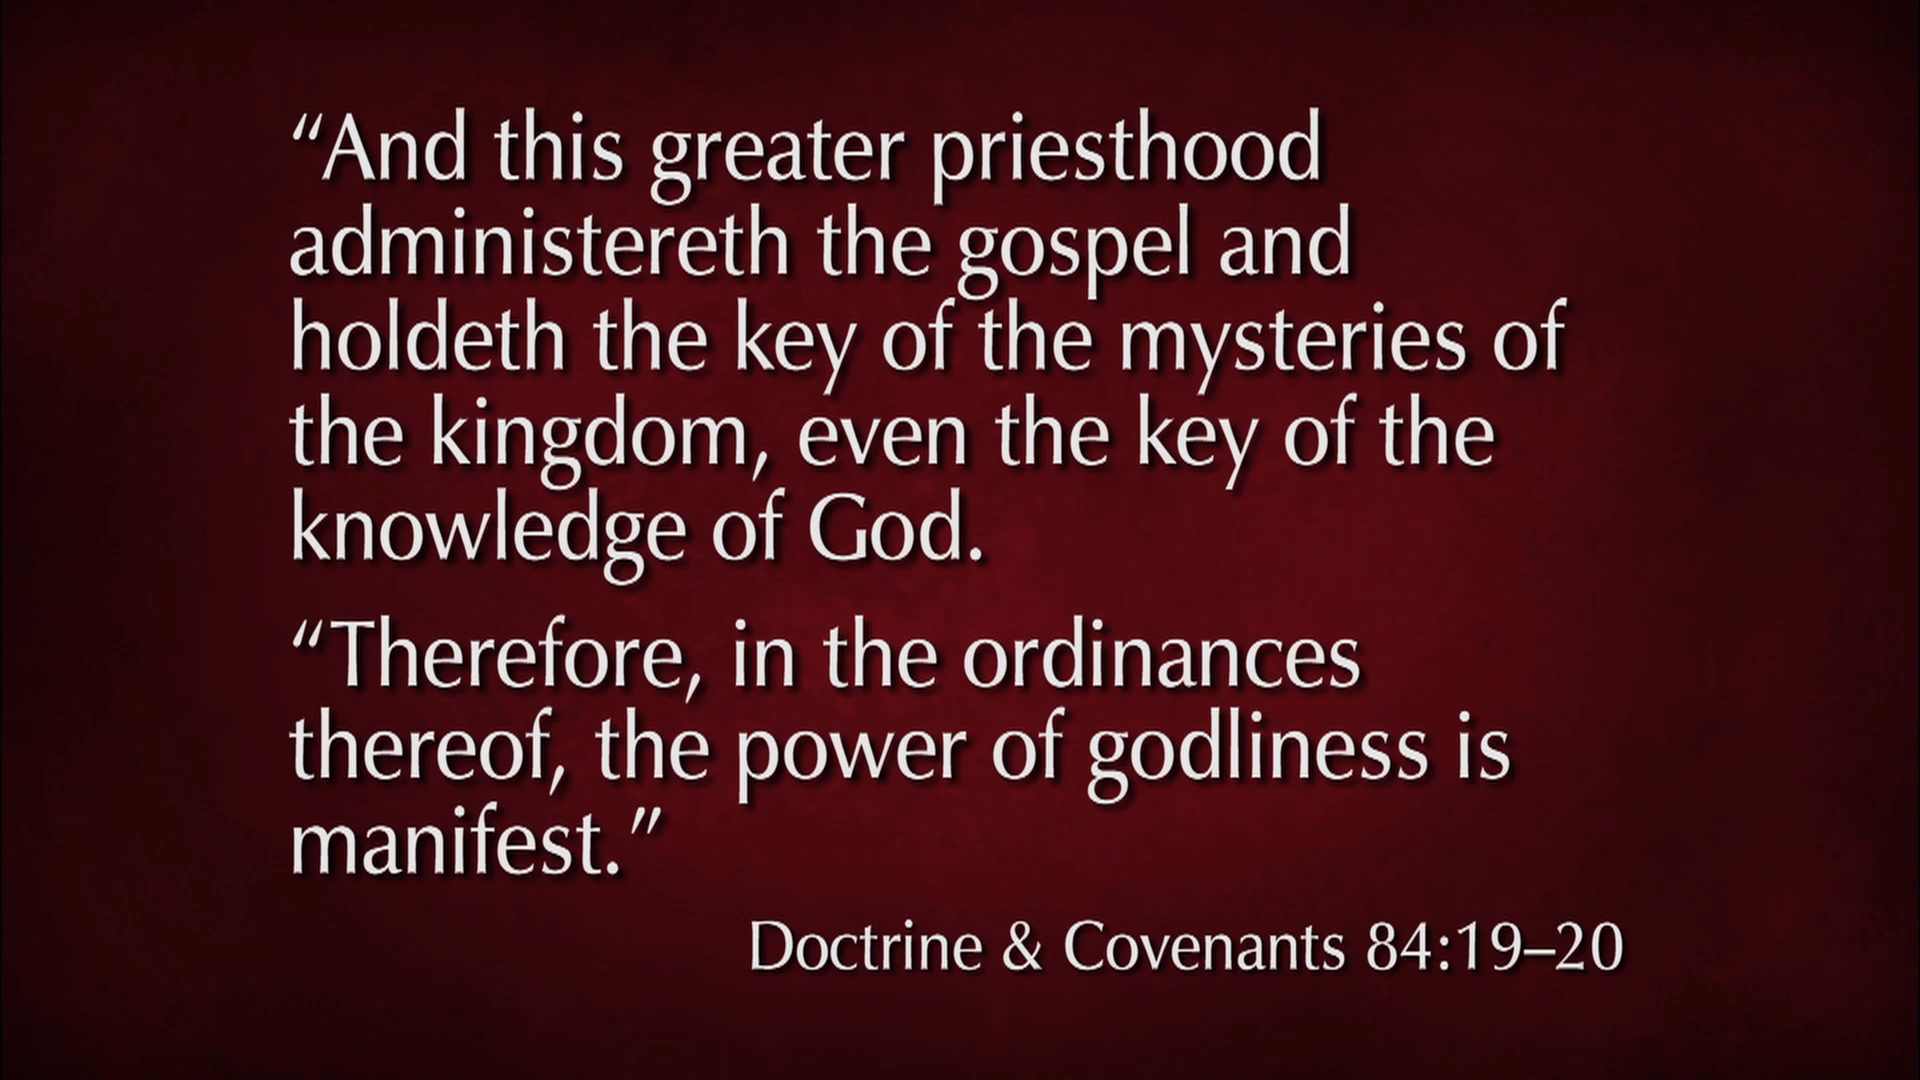 “And this greater priesthood
administereth the gospel and
holdeth the key of the mysteries of
the kingdom, even the key of the
knowledge of God.
“Therefore, in the ordinances
thereof, the power of godliness is
manifest.”
Doctrine & Covenants 84:19–20